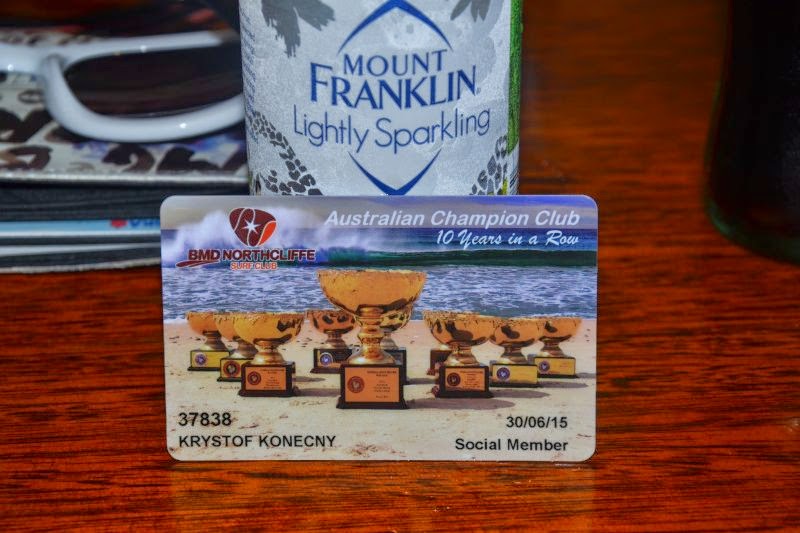 MOUNT
FRANKLIN
Lightly Sparkling
Australian Champion Club
10 Years in a Row
BMD NORTHCLIFFE
SURF CLUB
37838
KRYSTOF KONECNY
30/06/15
Social Member